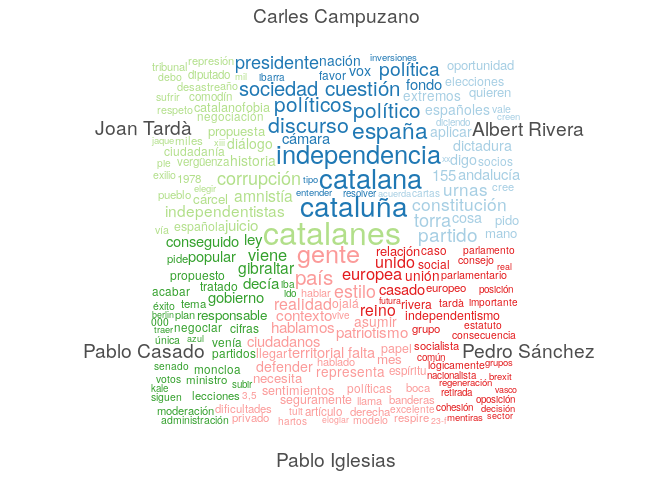 Carles Campuzano
tribunal represión presidente nación inversiones
debo diputado mil ibarra favor vox política oportunidad
desastre año sociedad cuestión fondo elecciones
sufrir comodín extremos quieren
respeto catalanofobia políticos político españoles vale
negociación diciendo creen
Joan Tardà propuesta discurso españa aplicar Albert Rivera
jaque miles xiii diálogo cámara dictadura
ciudadanía independencia
ple vergüenza historia digo socios
exilio 1978 corrupción tipo catalana 155 andalucía
elegir entender resolver acuerda cartas urnas cree
pueblo cárcel amnistía cataluña constitución
independentistas torra cosa pido
vía española juicio catalanes partido mano
conseguido ley gente relación caso parlamento
pide popular viene unido social consejo real
gibraltar país europea unión parlamentario
propuesto tratado decía iba
acabar gobierno ldo hablar estilo casado europeo posición
éxito tema realidad ojalá futura rivera tardà importante
berlin plan responsable contexto vive reino independentismo
000 traer negociar cifras hablamos asumir grupo estatuto
única azul venía ciudadanos patriotismo consecuencia
Pablo Casado partidos llegar territorial falta papel socialista Pedro Sánchez
senado moncloa defender hablado mes común lógicamente grupos
votos ministro necesita representa espíritu nacionalista brexit
kale subir regeneración vasco
siguen lecciones 3,5 sentimientos políticas boca retirada oposición
moderación dificultades seguramente llama banderas cohesión decisión
administración privado tuit artículo derecha excelente mentiras sector
hartos eloglar modelo respire 23-f
Pablo Iglesias